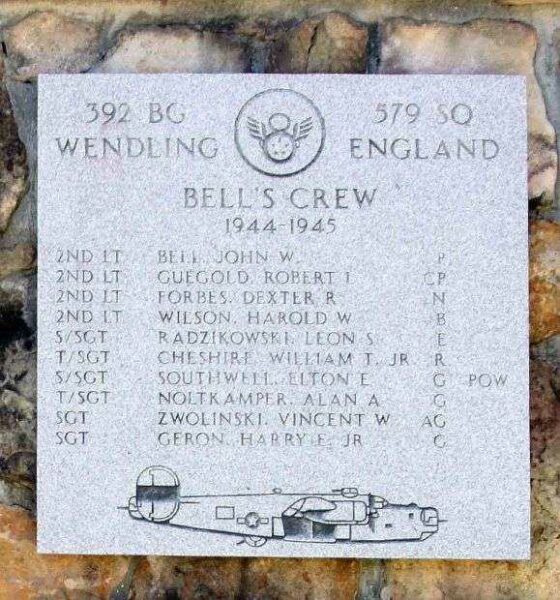 392 BG 579 SQ
WENDLING ENGLAND
8
BELL'S CREW
1944-1945
2ND LT BELL, JOHN W. P
2ND LT GUEGOLD, ROBERT I CP
2ND LT FORBES, DEXTER R N
2ND LT WILSON, HAROLD W B
S/SGT RADZIKOWSKI, LEON S E
T/SGT CHESHIRE, WILLIAM T. JR R
S/SGT SOUTHWELL, ELTON E G POW
T/SGT NOLTKAMPER, ALAN A G
SGT ZWOLINSKI, VINCENT W AG
SGT GERON, HARRY E, JR G